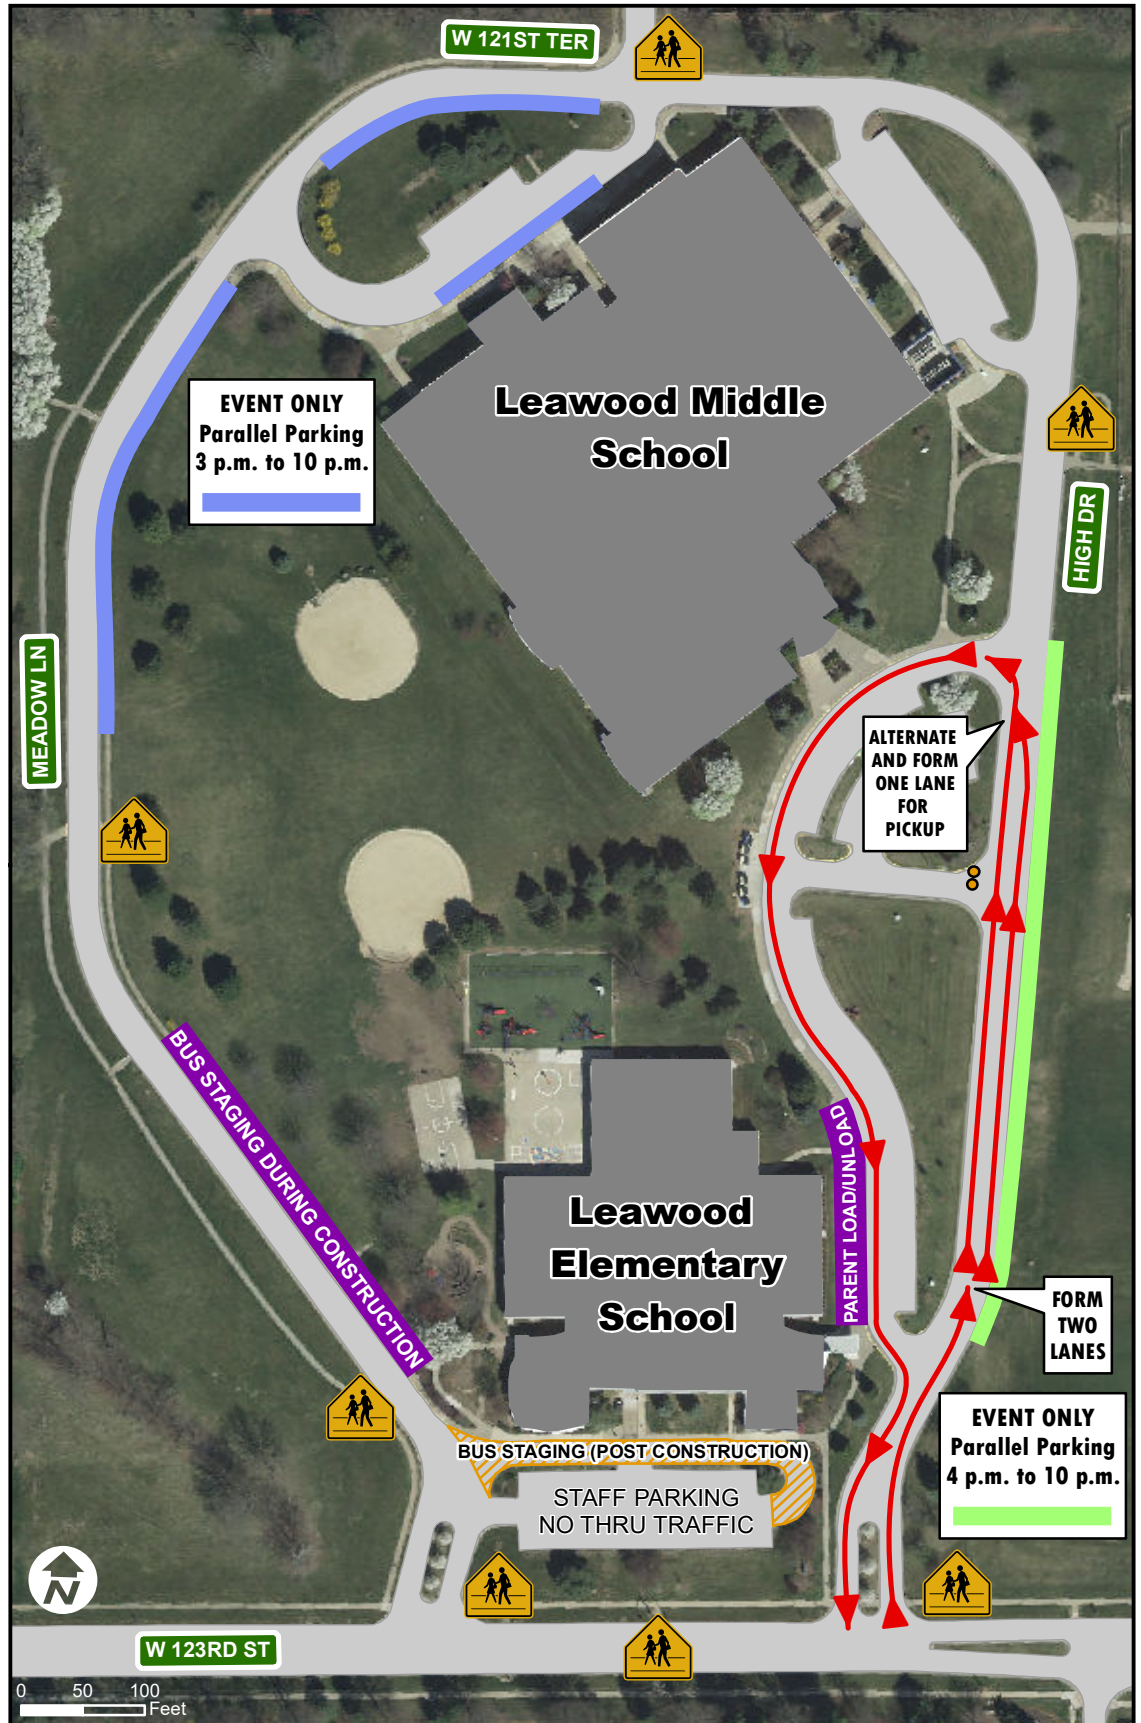 W 121ST TER
EVENT ONLY
Parallel Parking
3 p.m. to 10 p.m.
Leawood Middle
School
HIGH DR
MEADOW LN
ALTERNATE
AND FORM
ONE LANE
FOR
PICKUP
BUS STAGING DURING CONSTRUCTION
PARENT LOAD/UNLOAD
Leawood
Elementary
School
FORM
TWO
LANES
EVENT ONLY
Parallel Parking
4 p.m. to 10 p.m.
BUS STAGING (POST CONSTRUCTION)
STAFF PARKING
NO THRU TRAFFIC
N
W 123RD ST
0 50 100
Feet